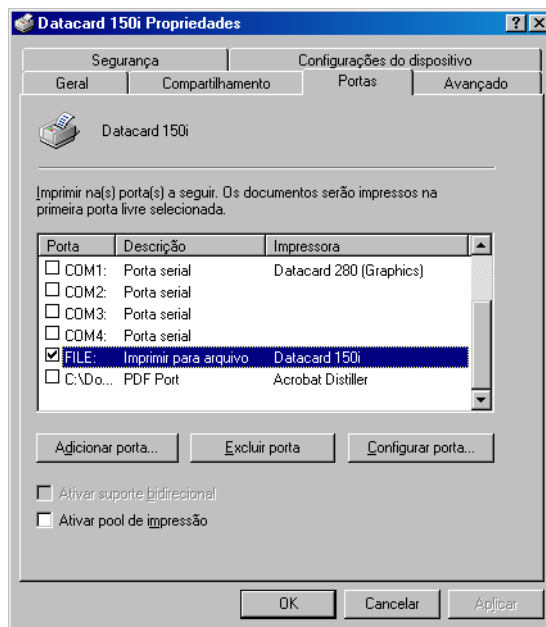 Datacard 150i Propriedades
Segurança Configurações do dispositivo
Geral Compartilhamento Portas Avançado
Datacard 150i
Imprimir na(s) porta(s) a seguir. Os documentos serão impressos na
primeira porta livre selecionada.
Porta Descrição Impressora
COM1: Porta serial Datacard 280 (Graphics)
COM2: Porta serial
COM3: Porta serial
COM4: Porta serial
FILE: Imprimir para arquivo Datacard 150i
C:\Do... PDF Port Acrobat Distiller
Adicionar porta... Excluir porta Configurar porta...
Ativar suporte bidirecional
Ativar pool de impressão
OK Cancelar Aplicar